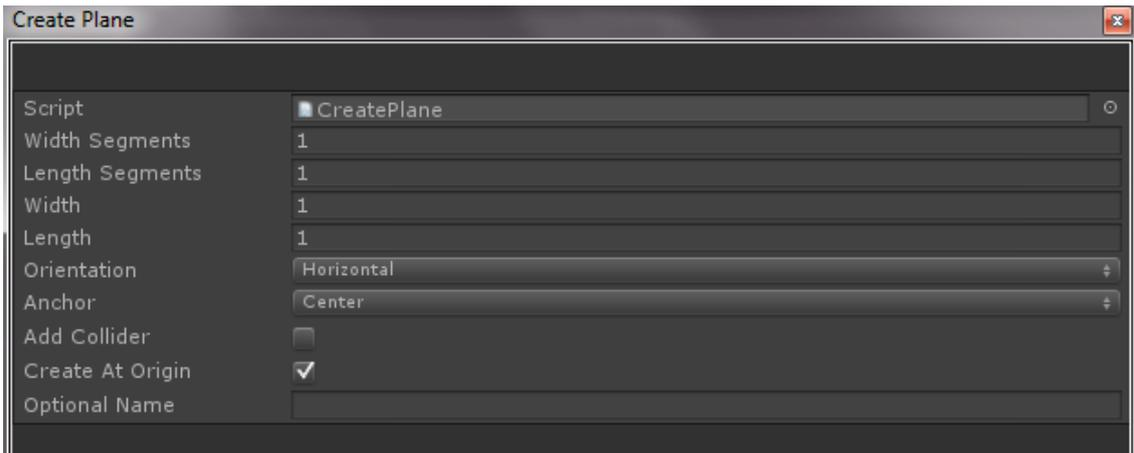 Create Plane
Script CreatePlane
Width Segments 1
Length Segments 1
Width 1
Length 1
Orientation Horizontal
Anchor Center
Add Collider
Create At Origin
Optional Name